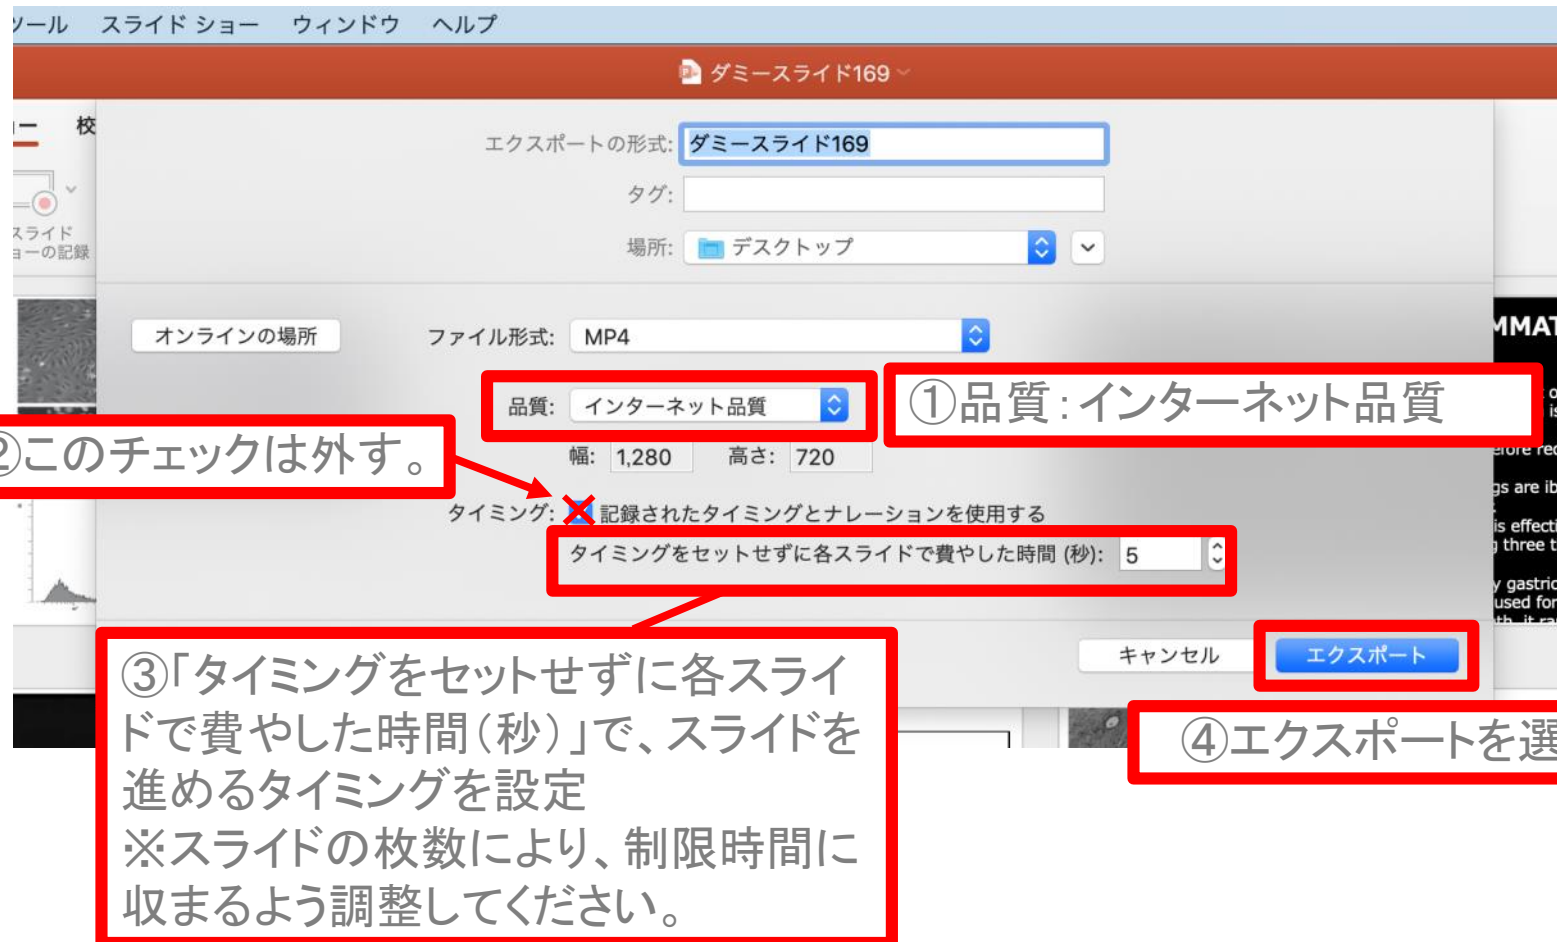 ツール スライド ショー ウィンドウ ヘルプ
ダミースライド169
ー 校
エクスポートの形式: ダミースライド169
タグ:
スライド
ョーの記録
場所: デスクトップ
オンラインの場所 ファイル形式: MP4
MMAT
品質: インターネット品質
①品質:インターネット品質
②このチェックは外す。
幅: 1,280 高さ: 720
efore rec
gs are ib
タイミング: 記録されたタイミングとナレーションを使用する
is effecti
three t
タイミングをセットせずに各スライドで費やした時間 (秒): 5
y gastric
used for
キャンセル エクスポート
③「タイミングをセットせずに各スライ
ドで費やした時間(秒)」で、スライドを
進めるタイミングを設定
※スライドの枚数により、制限時間に
収まるよう調整してください。
④エクスポートを選